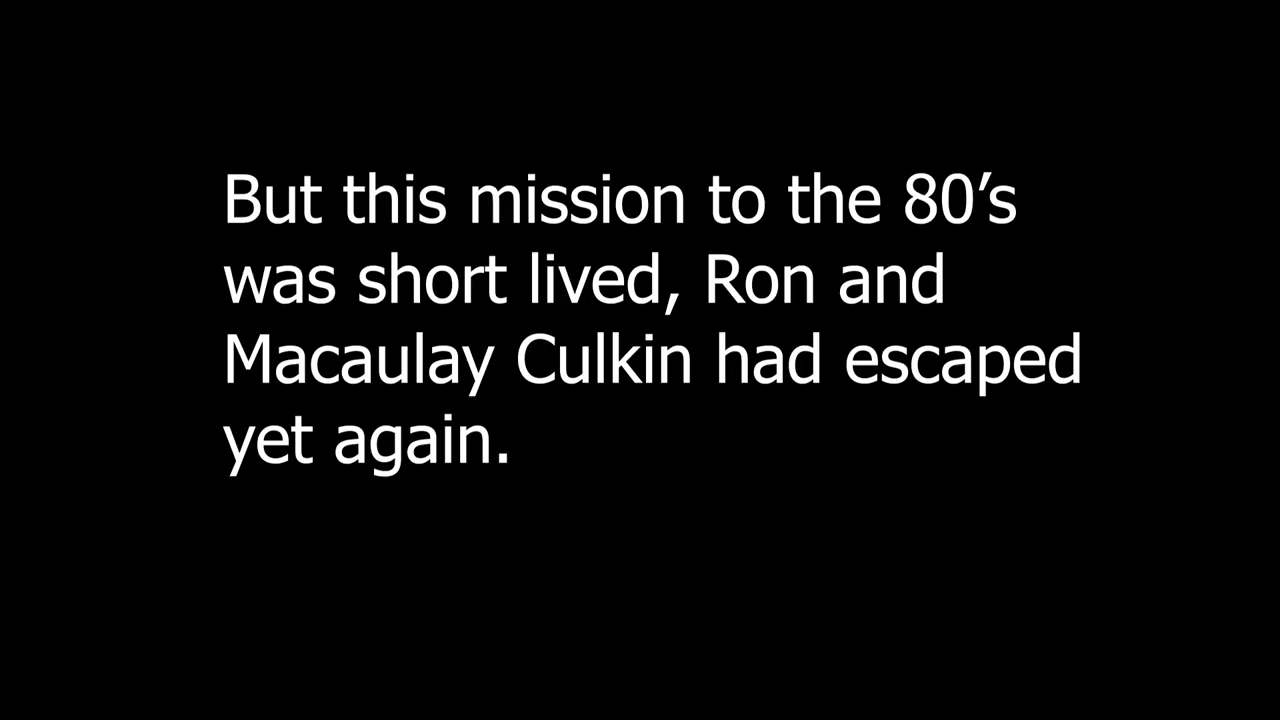 But this mission to the 80’s
was short lived, Ron and
Macaulay Culkin had escaped
yet again.